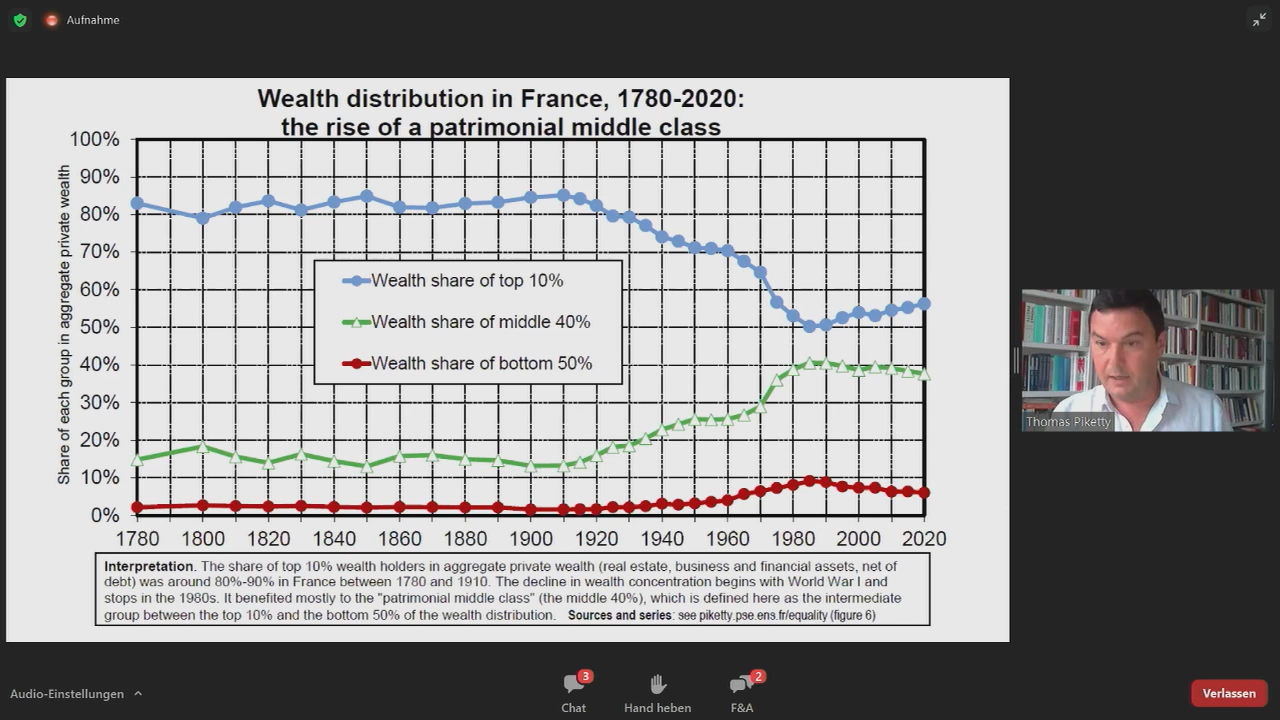 Aufnahme
Wealth distribution in France, 1780-2020:
the rise of a patrimonial middle class
Share of each group in aggregate private wealth
100%
90%
80%
70%
60%
50%
40%
30%
20%
10%
0%
Wealth share of top 10%
Wealth share of middle 40%
Wealth share of bottom 50%
1780 1800 1820 1840 1860 1880 1900 1920 1940 1960 1980 2000 2020
Interpretation. The share of top 10% wealth holders in aggregate private wealth (real estate, business and financial assets, net of
debt) was around 80%-90% in France between 1780 and 1910. The decline in wealth concentration begins with World War I and
stops in the 1980s. It benefited mostly to the "patrimonial middle class" (the middle 40%), which is defined here as the intermediate
group between the top 10% and the bottom 50% of the wealth distribution. Sources and series: see piketty.pse.ens.fr/equality (figure 6)
Thomas Piketty
Audio-Einstellungen
3
Chat
Hand heben
2
F&A
Verlassen